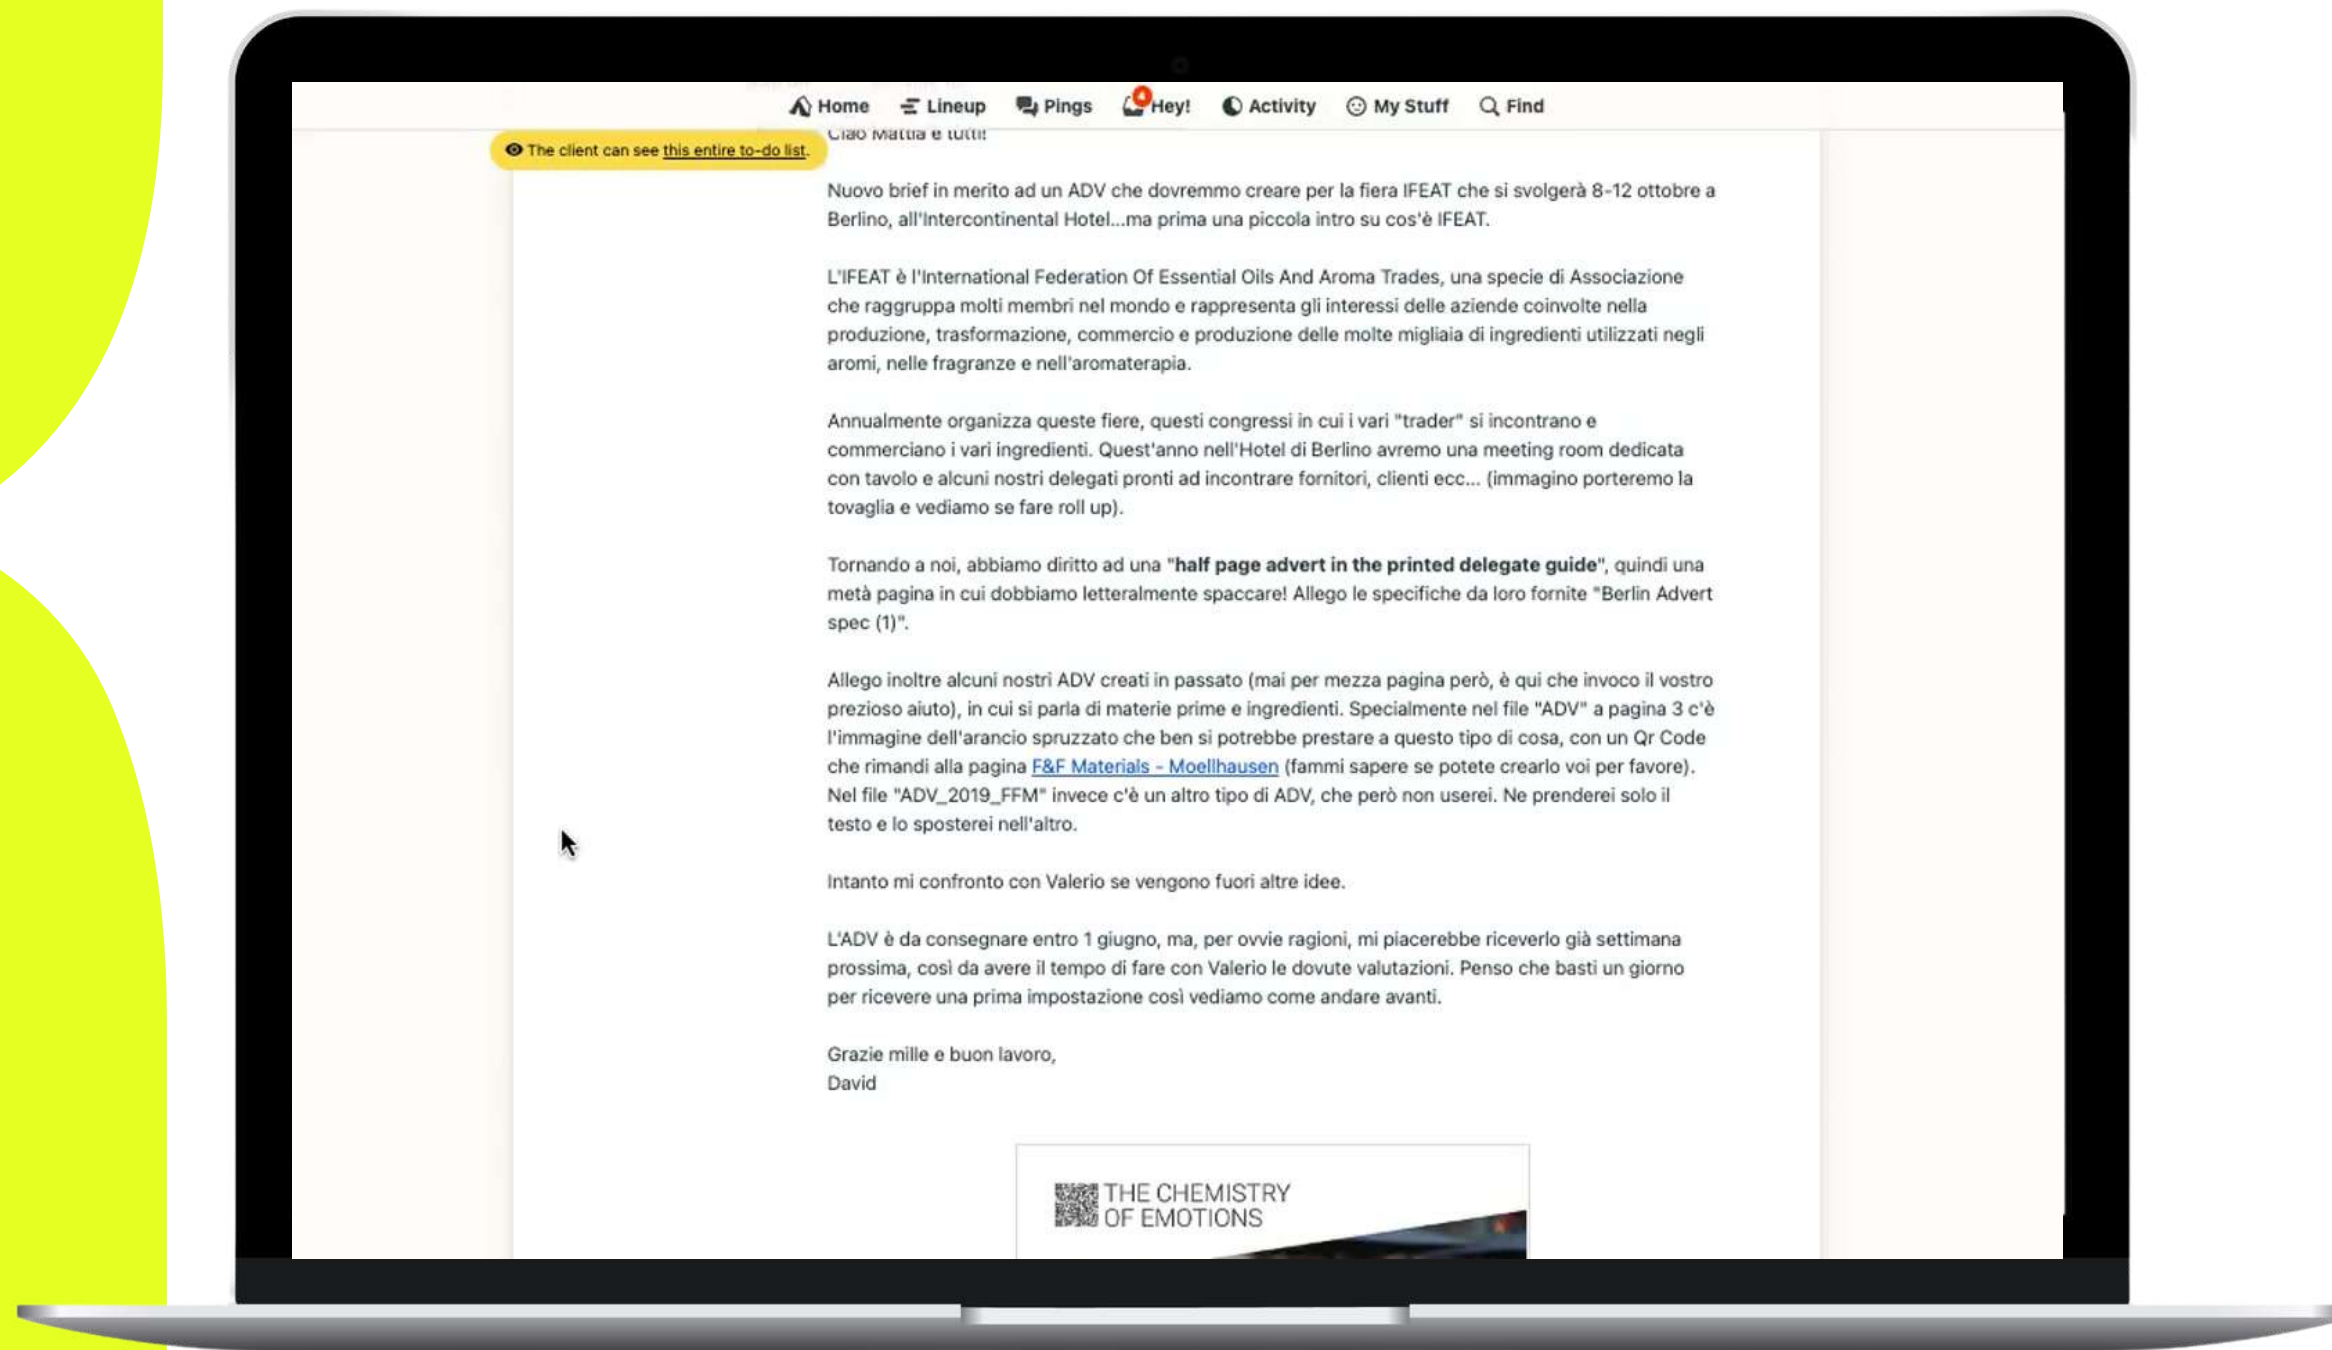 Home Lineup Pings 4 Hey! Activity My Stuff Find
The client can see this entire to-do list.
Ciao Mattia e tutti!
Nuovo brief in merito ad un ADV che dovremmo creare per la fiera IFEAT che si svolgerà 8-12 ottobre a
Berlino, all'Intercontinental Hotel...ma prima una piccola intro su cos'è IFEAT.
L'IFEAT è l'International Federation Of Essential Oils And Aroma Trades, una specie di Associazione
che raggruppa molti membri nel mondo e rappresenta gli interessi delle aziende coinvolte nella
produzione, trasformazione, commercio e produzione delle molte migliaia di ingredienti utilizzati negli
aromi, nelle fragranze e nell'aromaterapia.
Annualmente organizza queste fiere, questi congressi in cui i vari "trader" si incontrano e
commerciano i vari ingredienti. Quest'anno nell'Hotel di Berlino avremo una meeting room dedicata
con tavolo e alcuni nostri delegati pronti ad incontrare fornitori, clienti ecc... (immagino porteremo la
tovaglia e vediamo se fare roll up).
Tornando a noi, abbiamo diritto ad una "half page advert in the printed delegate guide", quindi una
metà pagina in cui dobbiamo letteralmente spaccare! Allego le specifiche da loro fornite "Berlin Advert
spec (1)".
Allego inoltre alcuni nostri ADV creati in passato (mai per mezza pagina però, è qui che invoco il vostro
prezioso aiuto), in cui si parla di materie prime e ingredienti. Specialmente nel file "ADV" a pagina 3 c'è
l'immagine dell'arancio spruzzato che ben si potrebbe prestare a questo tipo di cosa, con un Qr Code
che rimandi alla pagina F&F Materials - Moellhausen (fammi sapere se potete crearlo voi per favore).
Nel file "ADV_2019_FFM" invece c'è un altro tipo di ADV, che però non userei. Ne prenderei solo il
testo e lo sposterei nell'altro.
Intanto mi confronto con Valerio se vengono fuori altre idee.
L'ADV è da consegnare entro 1 giugno, ma, per ovvie ragioni, mi piacerebbe riceverlo già settimana
prossima, così da avere il tempo di fare con Valerio le dovute valutazioni. Penso che basti un giorno
per ricevere una prima impostazione così vediamo come andare avanti.
Grazie mille e buon lavoro,
David
THE CHEMISTRY
OF EMOTIONS